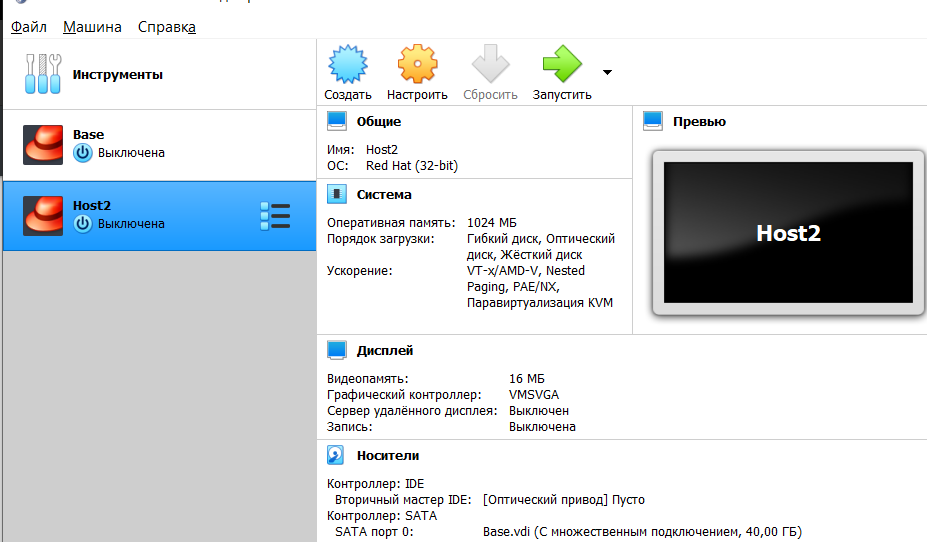 Файл Машина Справка
Инструменты
Base
Выключена
Host2
Выключена
Создать Настроить Сбросить Запустить
Общие
Имя: Host2
ОС: Red Hat (32-bit)
Превью
Host2
Система
Оперативная память: 1024 МБ
Порядок загрузки: Гибкий диск, Оптический
диск, Жёсткий диск
Ускорение: VT-x/AMD-V, Nested
Paging, PAE/NX,
Паравиртуализация KVM
Дисплей
Видеопамять: 16 МБ
Графический контроллер: VMSVGA
Сервер удалённого дисплея: Выключен
Запись: Выключена
Носители
Контроллер: IDE
Вторичный мастер IDE: [Оптический привод] Пусто
Контроллер: SATA
SATA порт 0: Base.vdi (С множественным подключением, 40,00 ГБ)